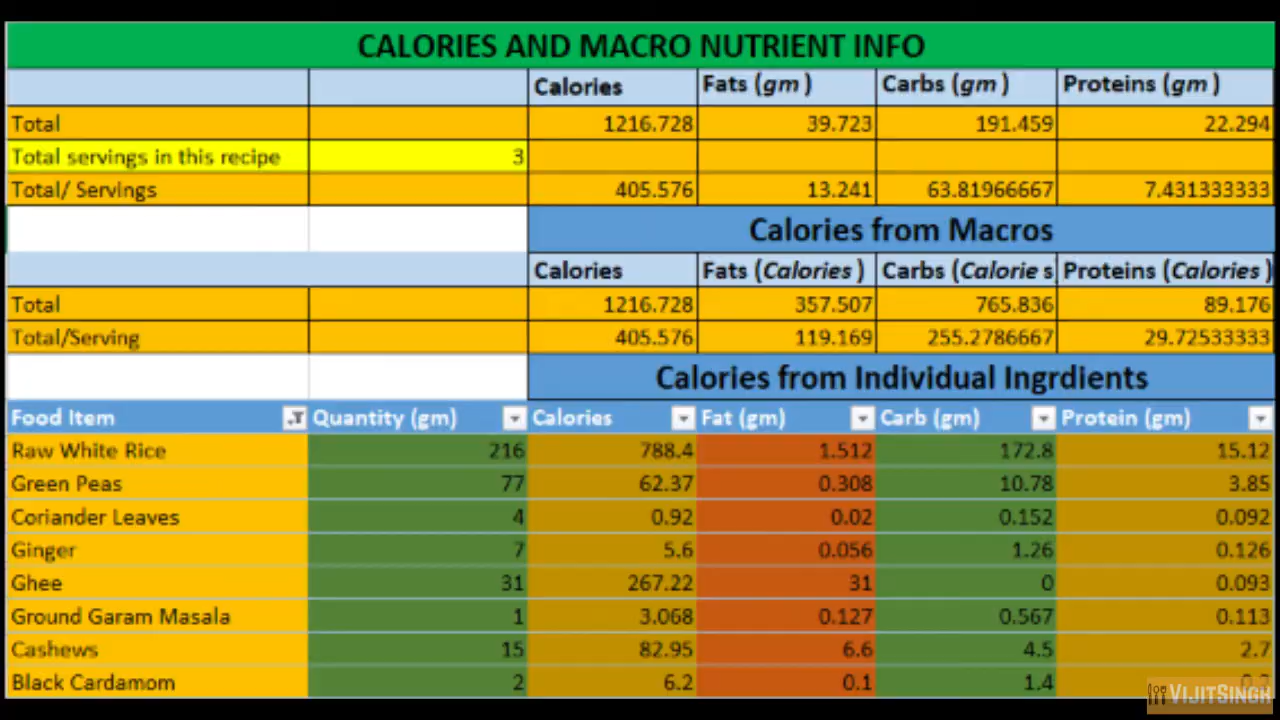 CALORIES AND MACRO NUTRIENT INFO
Calories Fats (gm ) Carbs (gm ) Proteins (gm )
Total 1216.728 39.723 191.459 22.294
Total servings in this recipe 3
Total/ Servings 405.576 13.241 63.81966667 7.431333333
Calories from Macros
Calories Fats (Calories ) Carbs (Calorie s Proteins (Calories )
Total 1216.728 357.507 765.836 89.176
Total/Serving 405.576 119.169 255.2786667 29.72533333
Calories from Individual Ingrdients
Food Item Quantity (gm) Calories Fat (gm) Carb (gm) Protein (gm)
Raw White Rice 216 788.4 1.512 172.8 15.12
Green Peas 77 62.37 0.308 10.78 3.85
Coriander Leaves 4 0.92 0.02 0.152 0.092
Ginger 7 5.6 0.056 1.26 0.126
Ghee 31 267.22 31 0 0.093
Ground Garam Masala 1 3.068 0.127 0.567 0.113
Cashews 15 82.95 6.6 4.5 2.7
Black Cardamom 2 6.2 0.1 1.4
VIJITSINGH